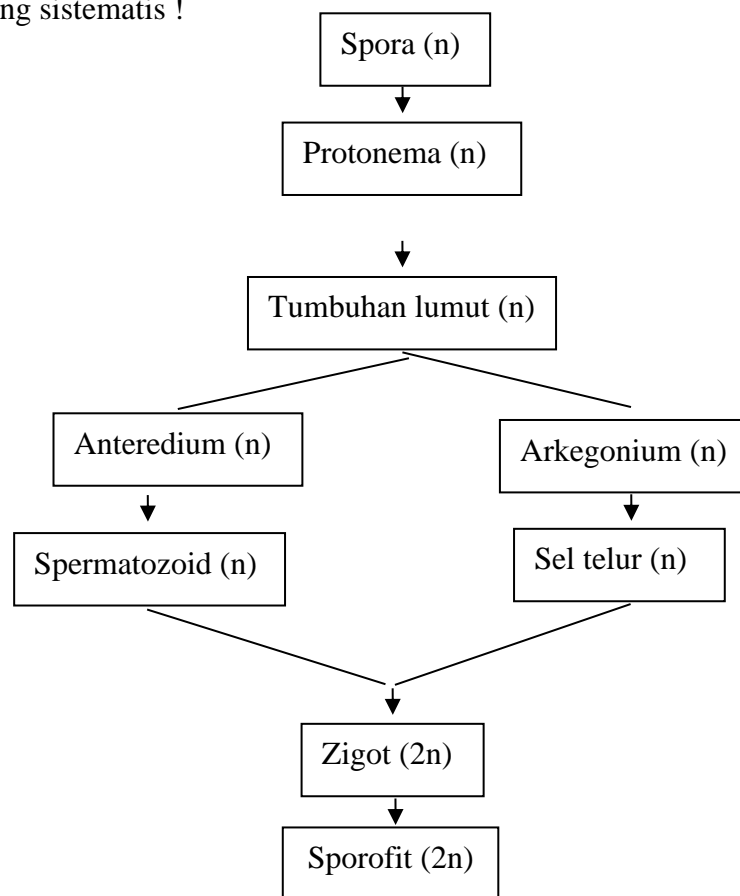 ng sistematis !
Spora (n)
Protonema (n)
Tumbuhan lumut (n)
Anteredium (n)
Arkegonium (n)
Spermatozoid (n)
Sel telur (n)
Zigot (2n)
Sporofit (2n)